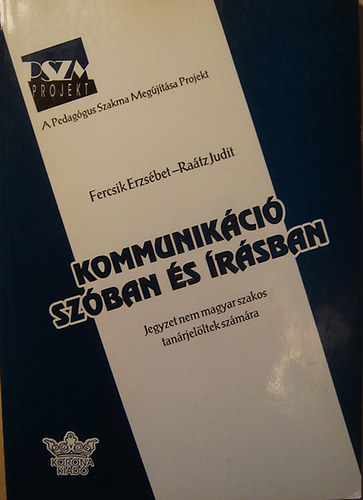 PSZM
PROJEKT
A Pedagógus Szakma Megújítása Projekt
Fercsik Erzsébet – Raátz Judit
KOMMUNIKÁCIÓ
SZÓBAN ÉS ÍRÁSBAN
Jegyzet nem magyar szakos
tanárjelöltek számára
KORONA
KIADÓ